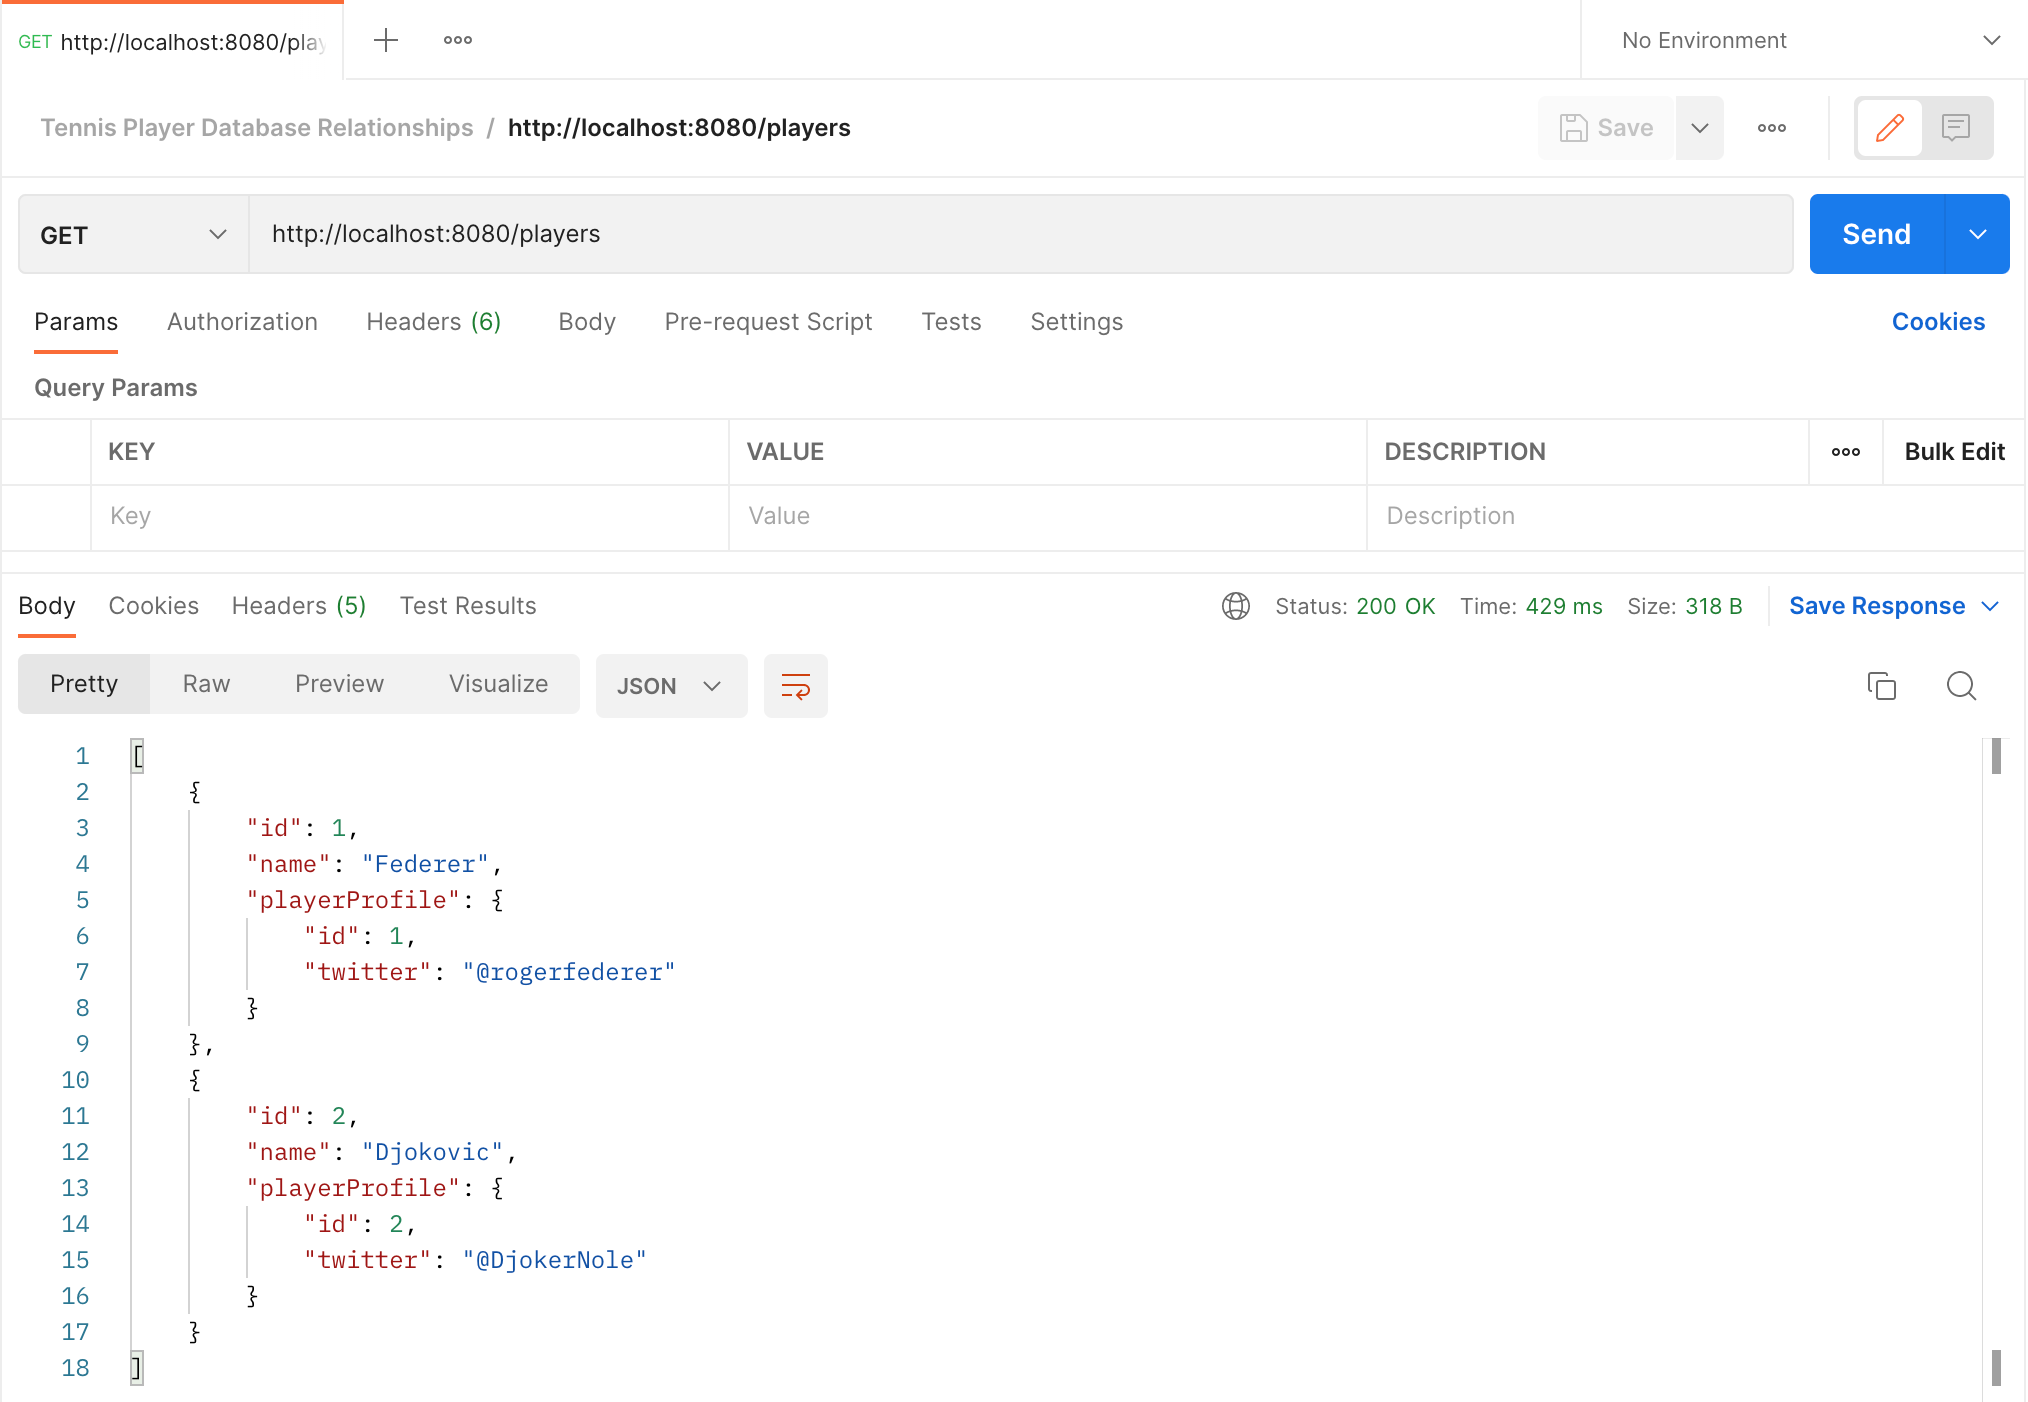 GET http://localhost:8080/play
No Environment
Tennis Player Database Relationships / http://localhost:8080/players
Save
GET http://localhost:8080/players Send
Params Authorization Headers (6) Body Pre-request Script Tests Settings Cookies
Query Params
KEY VALUE DESCRIPTION Bulk Edit
Key Value Description
Body Cookies Headers (5) Test Results Status: 200 OK Time: 429 ms Size: 318 B Save Response
Pretty Raw Preview Visualize JSON
1 [
2 {
3 "id": 1,
4 "name": "Federer",
5 "playerProfile": {
6 "id": 1,
7 "twitter": "@rogerfederer"
8 }
9 },
10 {
11 "id": 2,
12 "name": "Djokovic",
13 "playerProfile": {
14 "id": 2,
15 "twitter": "@DjokerNole"
16 }
17 }
18 ]